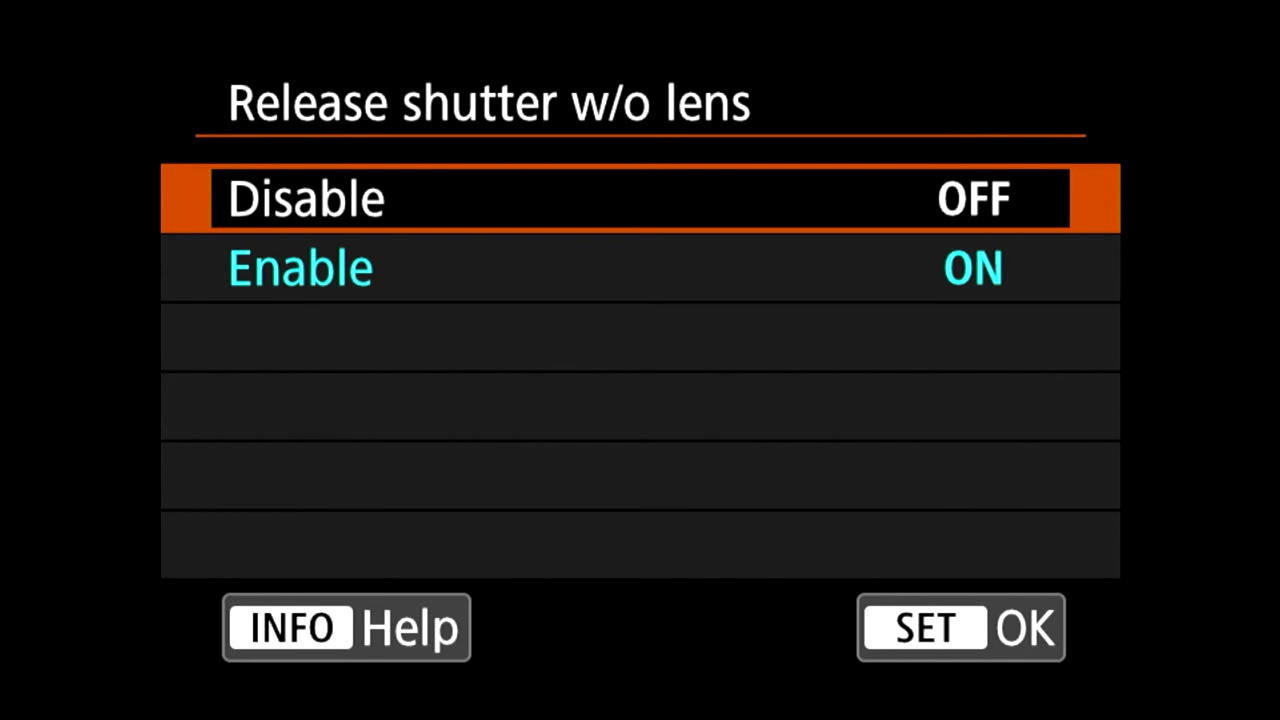 Release shutter w/o lens
Disable OFF
Enable ON
INFO Help SET OK